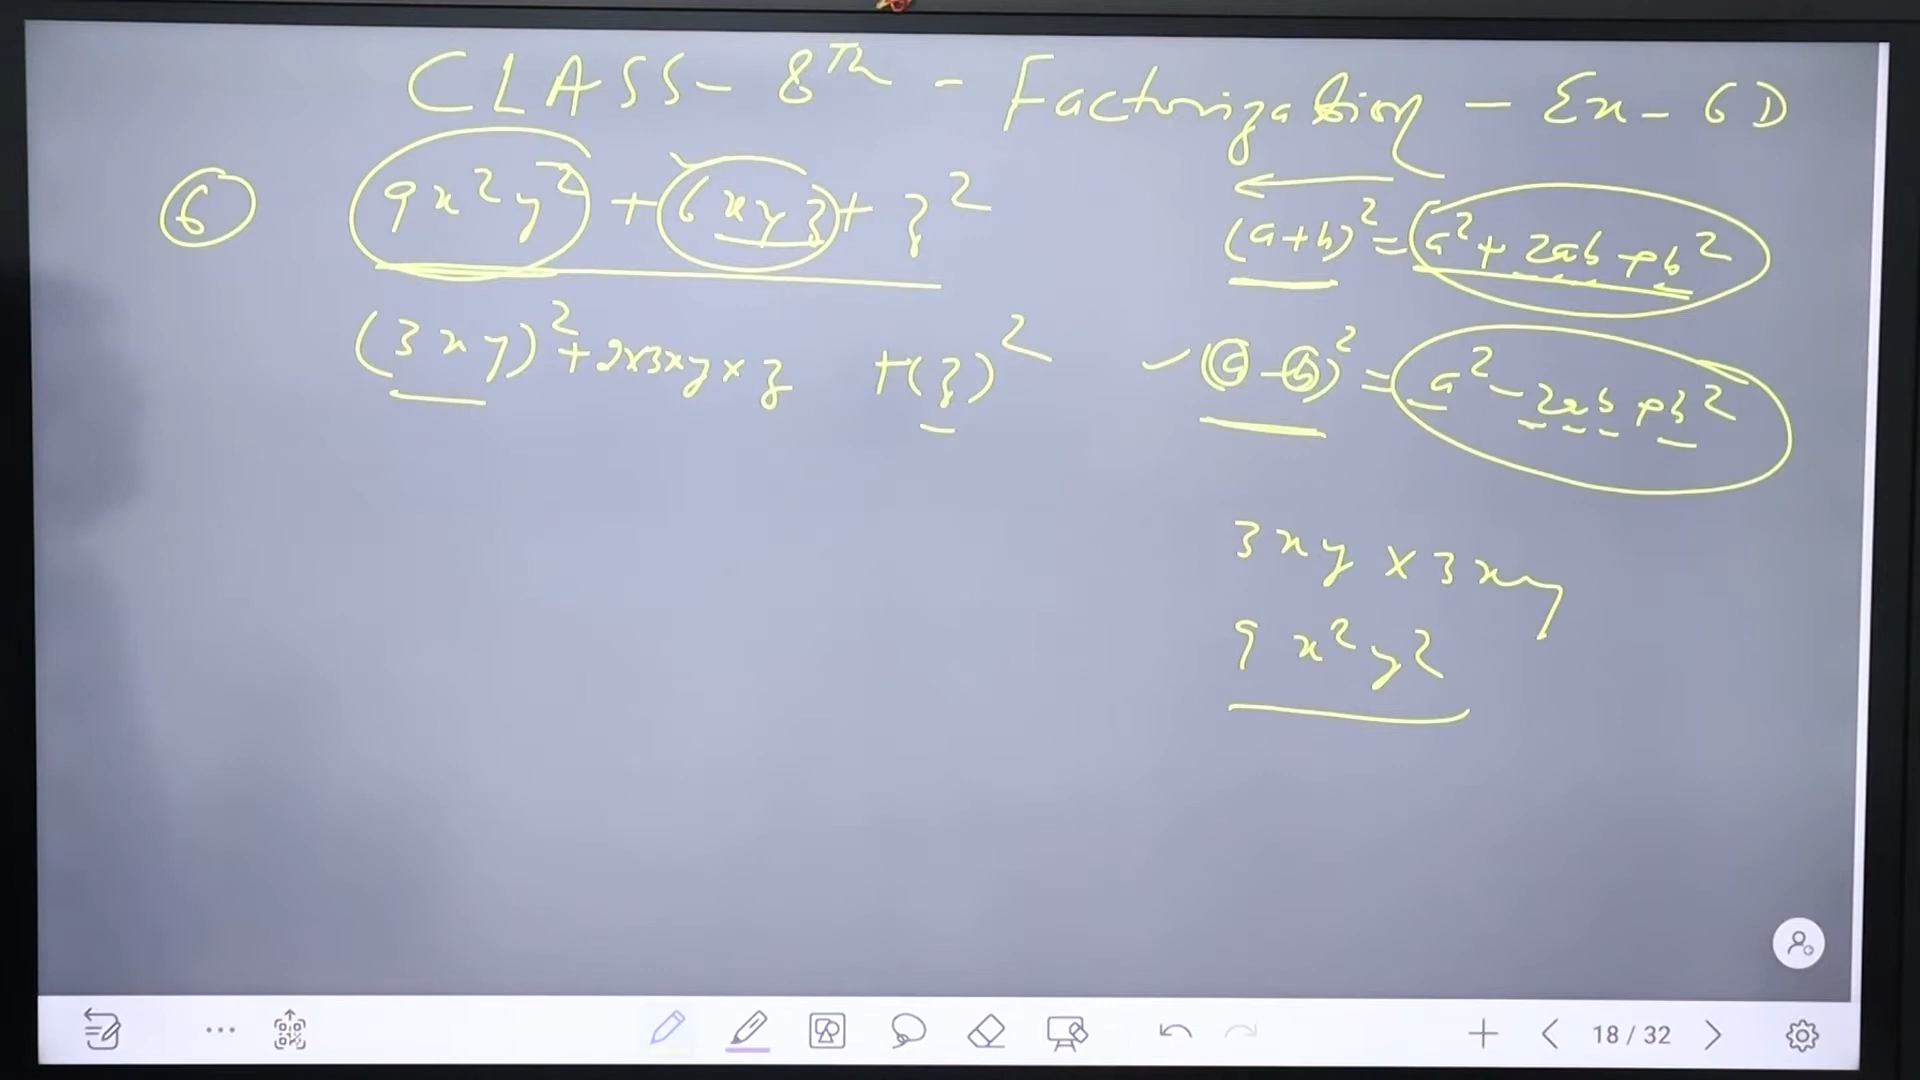 CLASS - 8Th - Factorization - Ex - 6D
6 9x²y² + 6xyz + z²
(a+b)² = a² + 2ab + b²
(3xy)² + 2×3xy×z + (z)²
(a-b)² = a² - 2ab + b²
3xy × 3xy
9x²y²
18 / 32